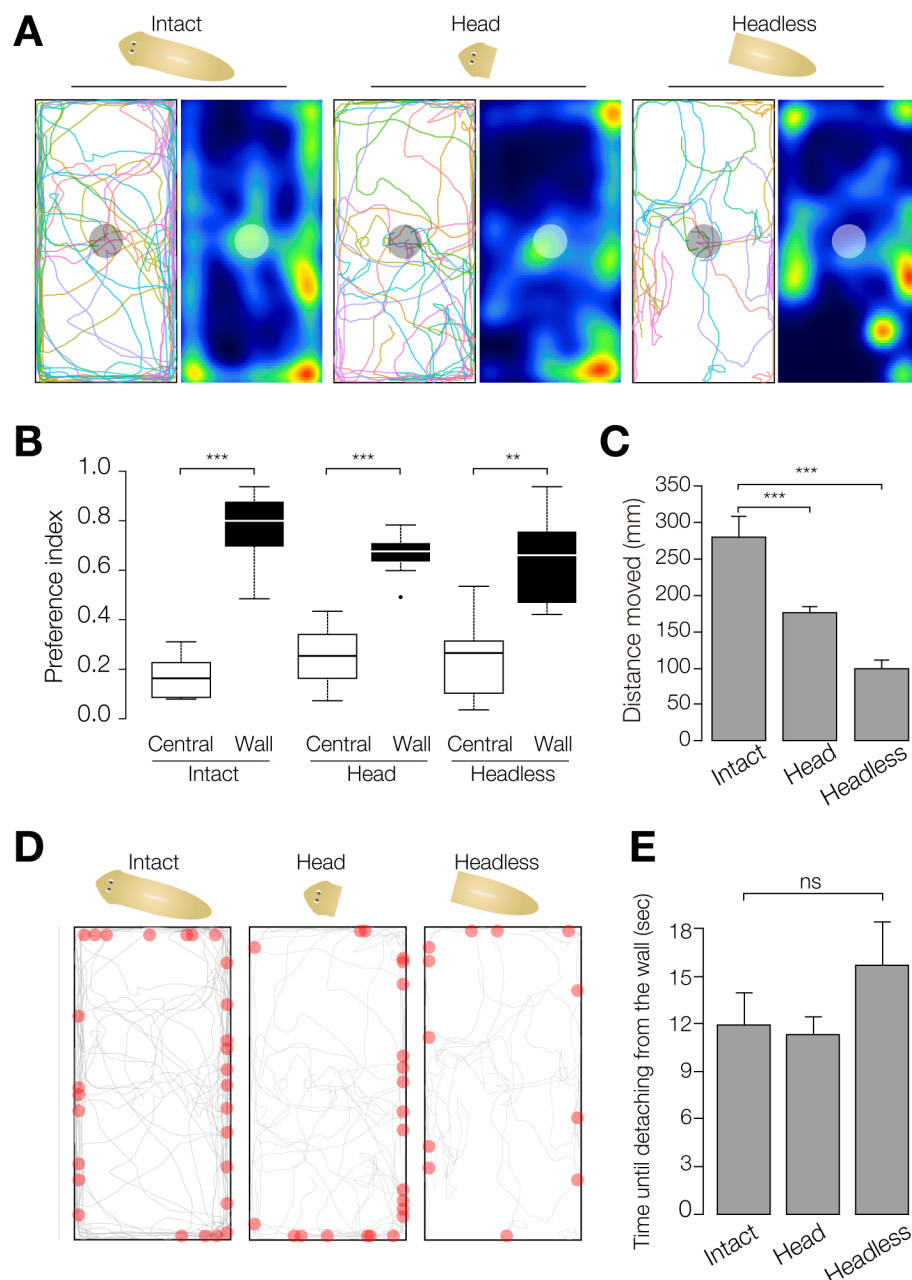 A
Intact
Head
Headless
B
Preference index
1.0
0.8
0.6
0.4
0.2
0.0
***
***
**
Central Wall Central Wall Central Wall
Intact Head Headless
C
Distance moved (mm)
350
300
250
200
150
100
50
0
***
***
Intact
Head
Headless
D
Intact
Head
Headless
E
Time until detaching from the wall (sec)
18
15
12
9
6
3
0
ns
Intact
Head
Headless